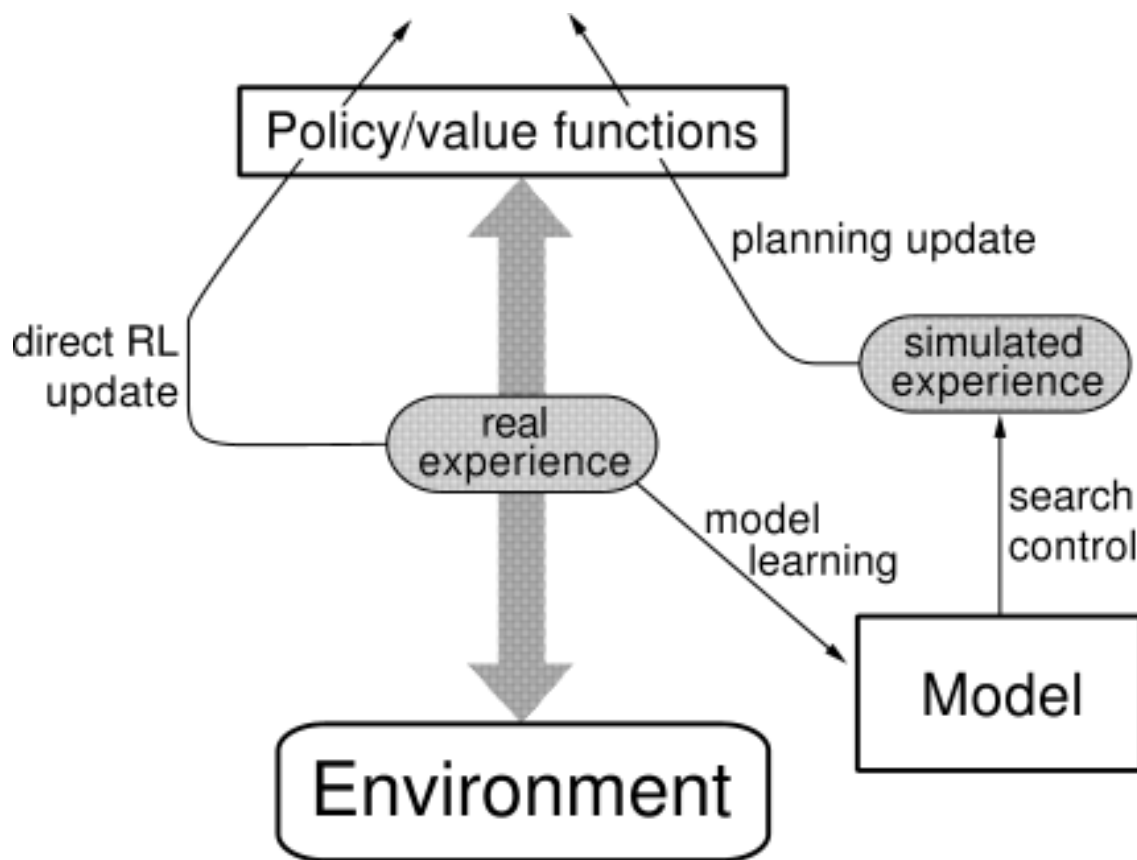 Policy/value functions
planning update
direct RL
update
simulated
experience
real
experience
model
learning
search
control
Model
Environment